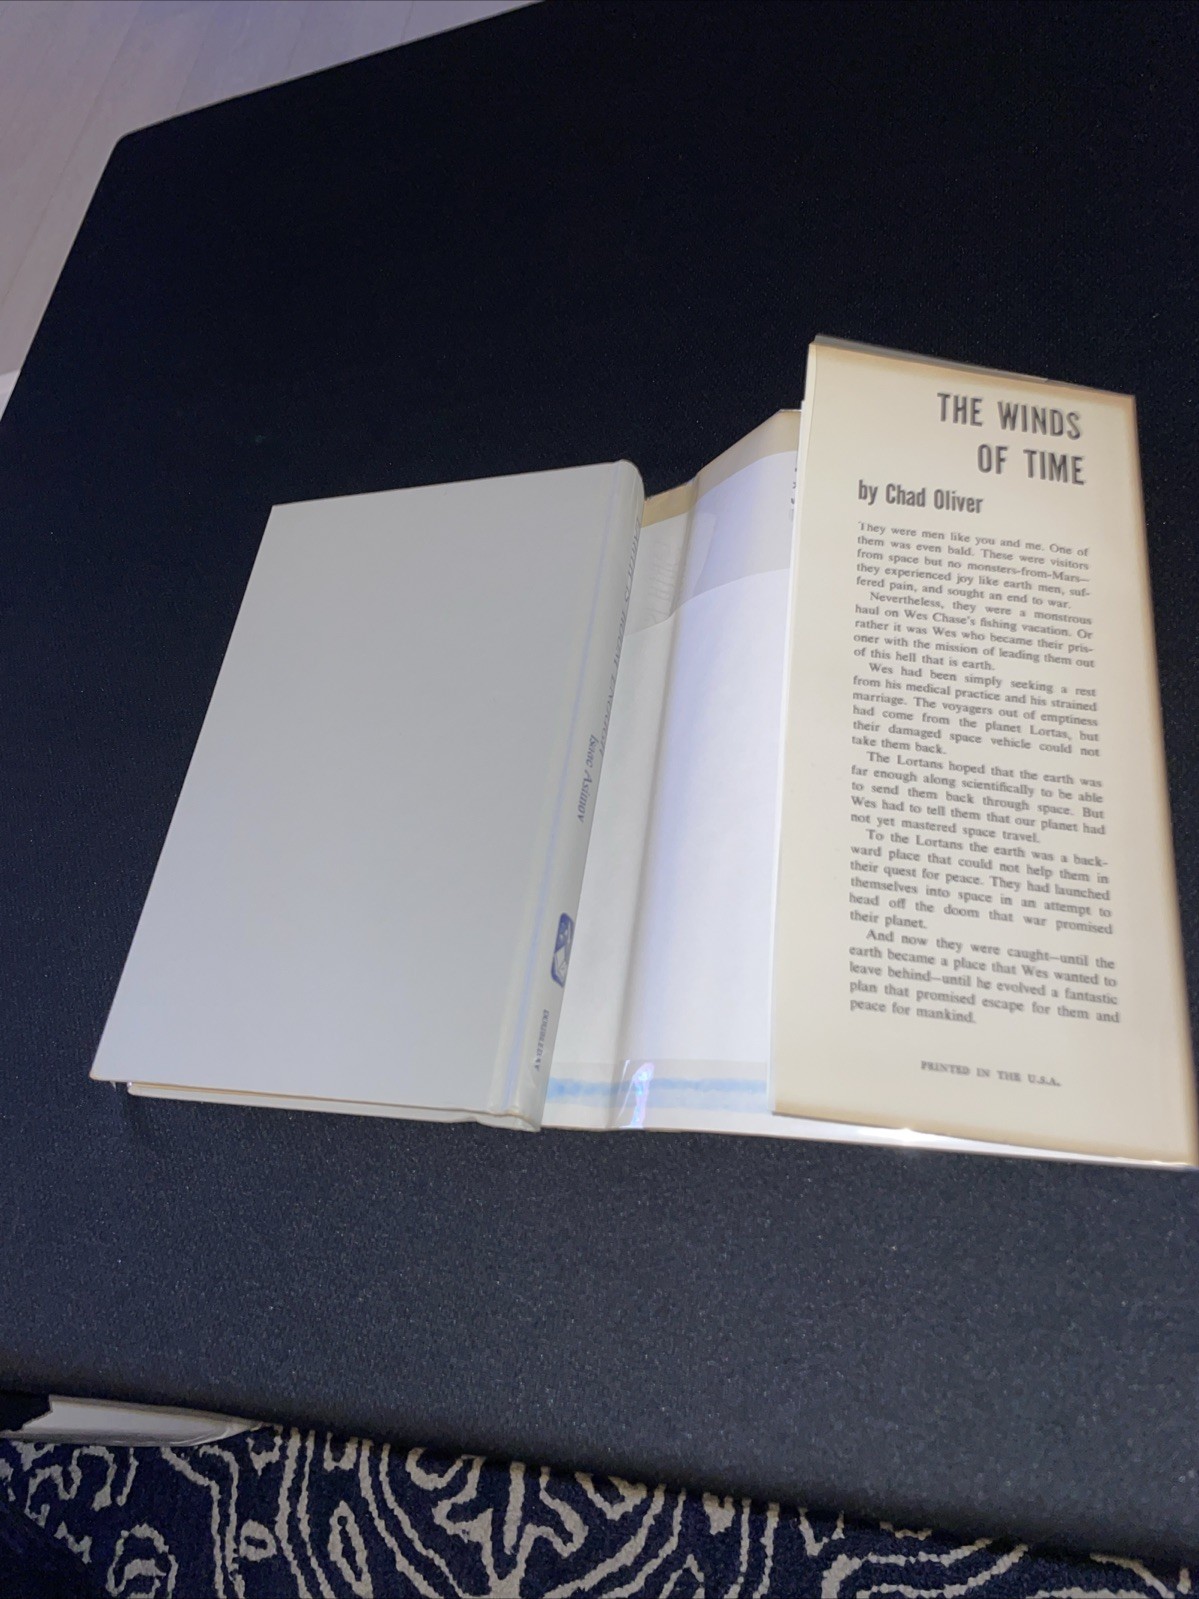 Isaac Asimov
DOUBLEDAY
THE WINDS
OF TIME
by Chad Oliver
They were men like you and me. One of
them was even bald. These were visitors
from space but no monsters-from-Mars—
they experienced joy like earth men, suf-
fered pain, and sought an end to war.
Nevertheless, they were a monstrous
haul on Wes Chase's fishing vacation. Or
rather it was Wes who became their pris-
oner with the mission of leading them out
of this hell that is earth.
Wes had been simply seeking a rest
from his medical practice and his strained
marriage. The voyagers out of emptiness
had come from the planet Lortas, but
their damaged space vehicle could not
take them back.
The Lortans hoped that the earth was
far enough along scientifically to be able
to send them back through space. But
Wes had to tell them that our planet had
not yet mastered space travel.
To the Lortans the earth was a back-
ward place that could not help them in
their quest for peace. They had launched
themselves into space in an attempt to
head off the doom that war promised
their planet.
And now they were caught—until the
earth became a place that Wes wanted to
leave behind—until he evolved a fantastic
plan that promised escape for them and
peace for mankind.
PRINTED IN THE U.S.A.